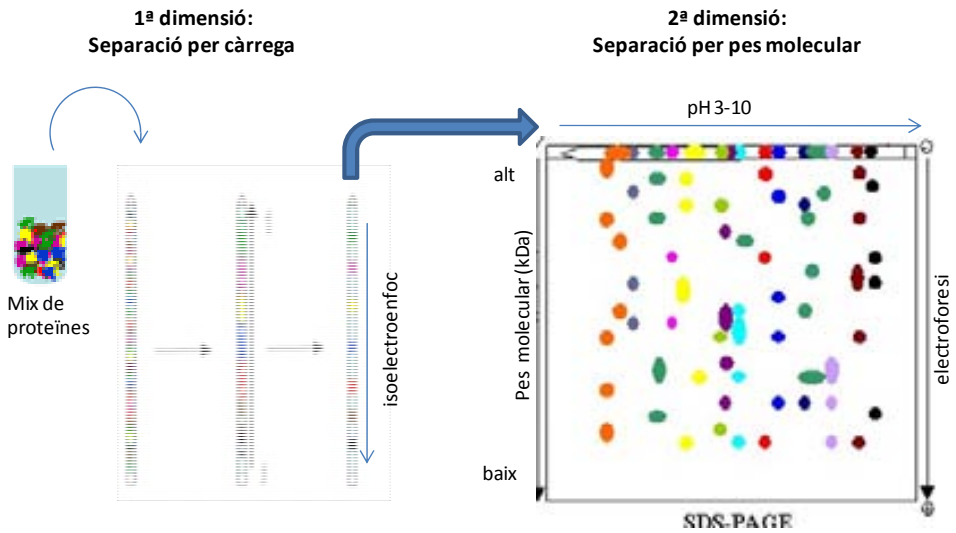 1ª dimensió:
Separació per càrrega
2ª dimensió:
Separació per pes molecular
pH 3-10
alt
Mix de
proteïnes
isoelectroenfoc
Pes molecular (kDa)
electroforesi
baix
SDS-PAGE